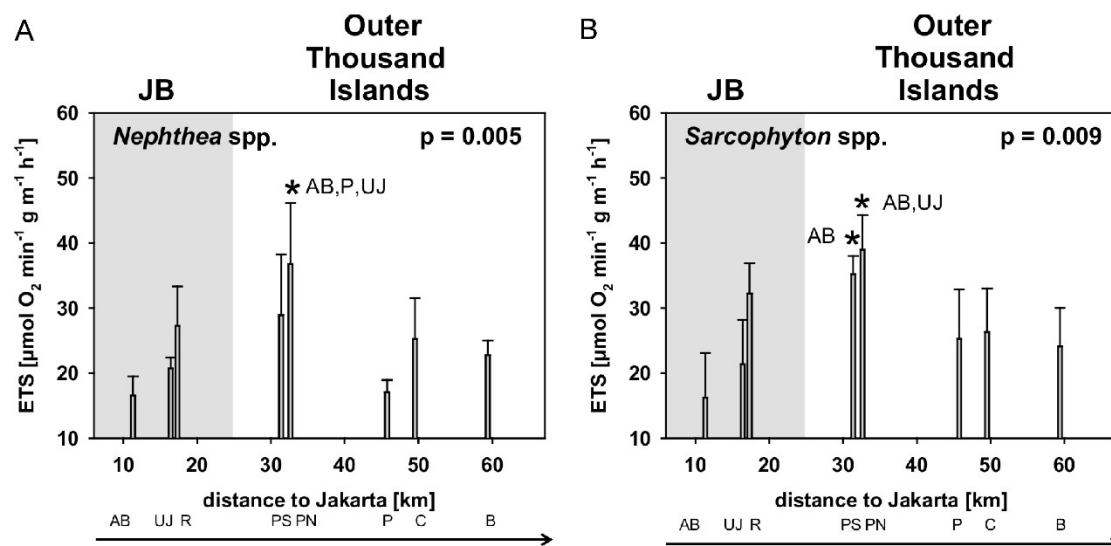 A
JB
Outer
Thousand
Islands
Nephthea spp.
p = 0.005
60
50
40
30
20
10
* AB,P,UJ
ETS [µmol O₂ min⁻¹ g m⁻¹ h⁻¹]
10 20 30 40 50 60
distance to Jakarta [km]
AB UJ R PS PN P C B
B
JB
Outer
Thousand
Islands
Sarcophyton spp.
p = 0.009
60
50
40
30
20
10
* AB,UJ
AB *
ETS [µmol O₂ min⁻¹ g m⁻¹ h⁻¹]
10 20 30 40 50 60
distance to Jakarta [km]
AB UJ R PS PN P C B